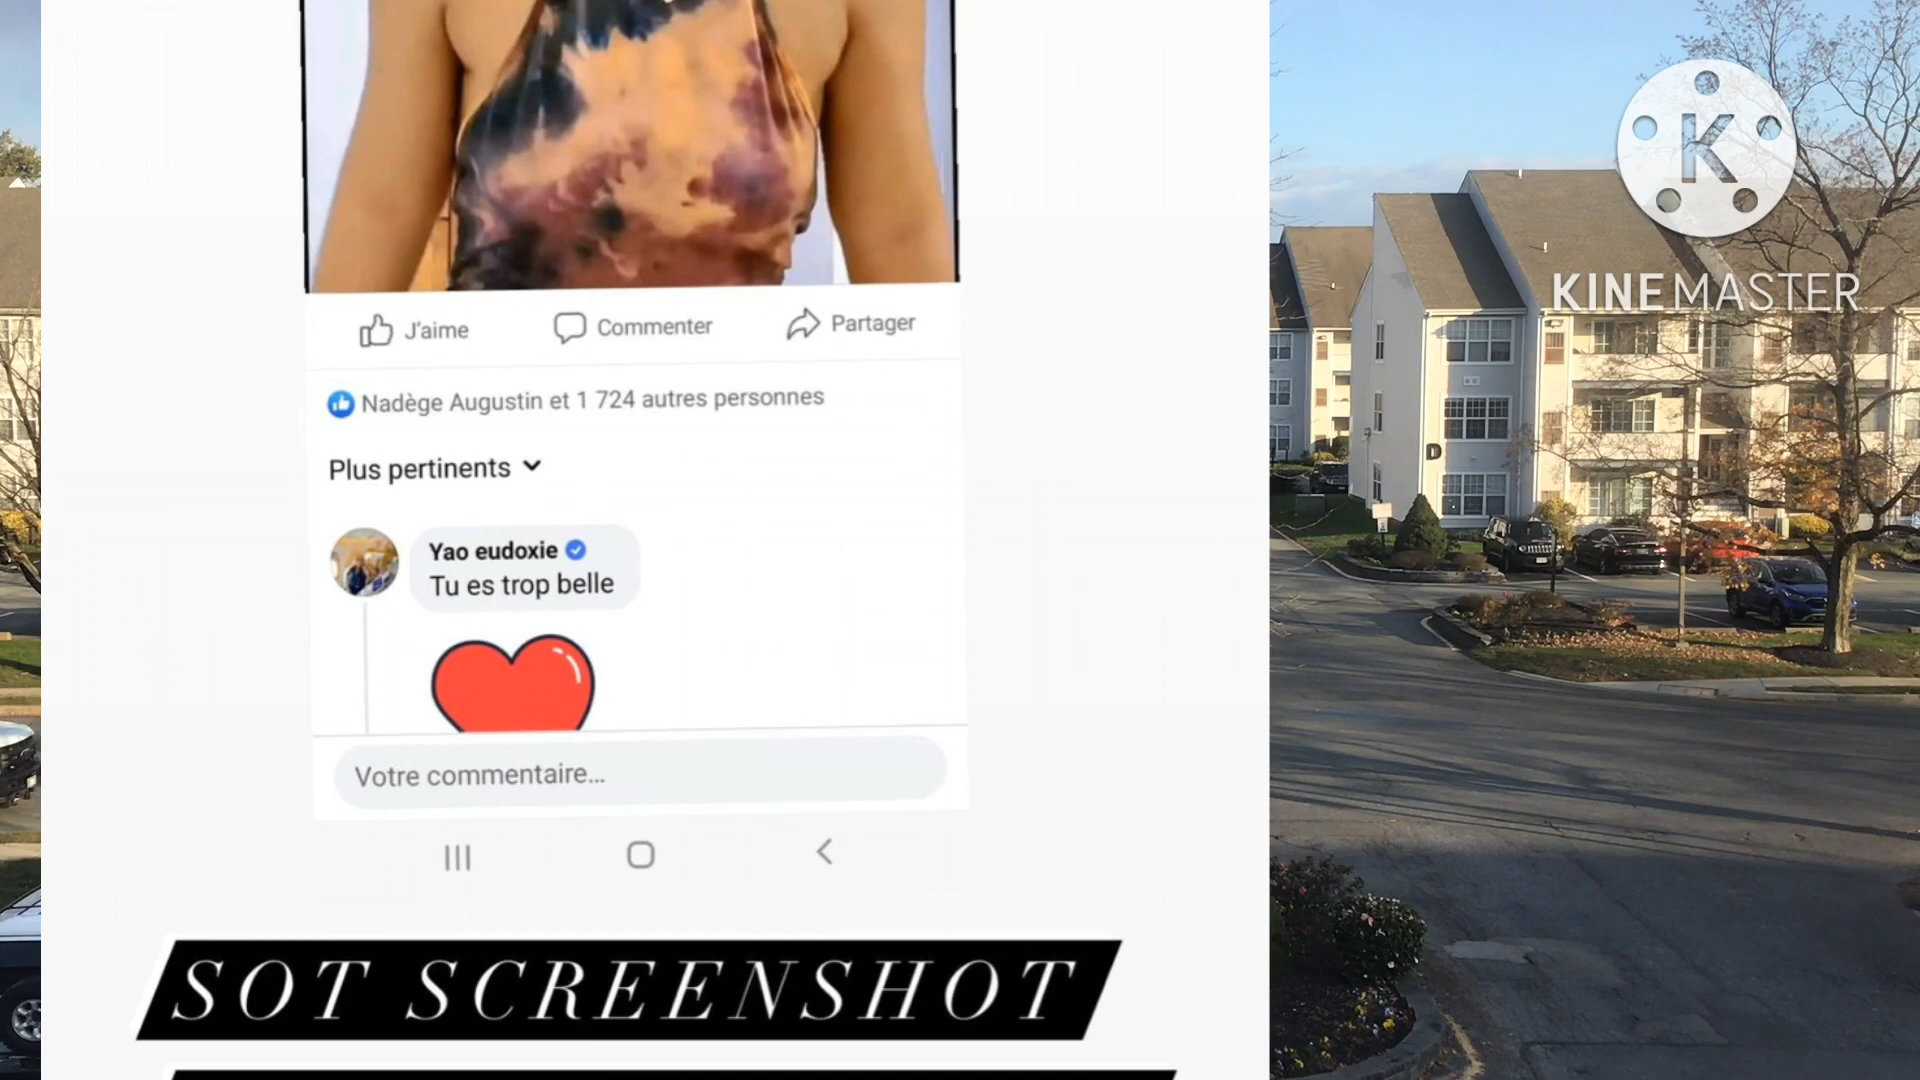 J'aime
Commenter
Partager
Nadège Augustin et 1 724 autres personnes
Plus pertinents
Yao eudoxie
Tu es trop belle
Votre commentaire...
SOT SCREENSHOT
D
K
KINEMASTER